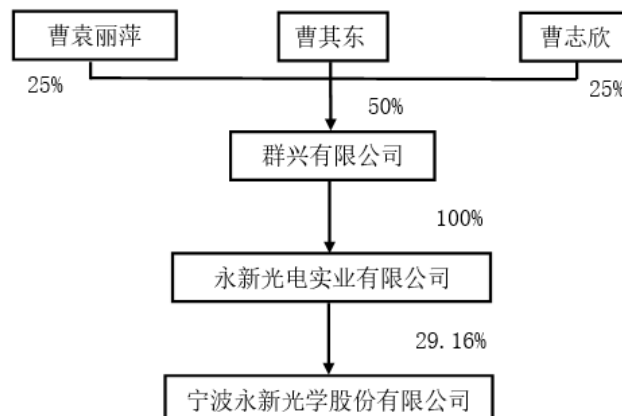 曹袁丽萍
曹其东
曹志欣
25%
50%
25%
群兴有限公司
100%
永新光电实业有限公司
29.16%
宁波永新光学股份有限公司